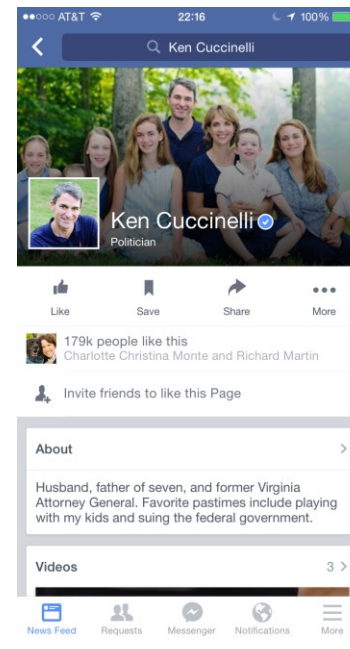 AT&T 22:16 100%
Ken Cuccinelli
Ken Cuccinelli
Politician
Like Save Share More
179k people like this
Charlotte Christina Monte and Richard Martin
Invite friends to like this Page
About
Husband, father of seven, and former Virginia
Attorney General. Favorite pastimes include playing
with my kids and suing the federal government.
Videos 3
News Feed Requests Messenger Notifications More